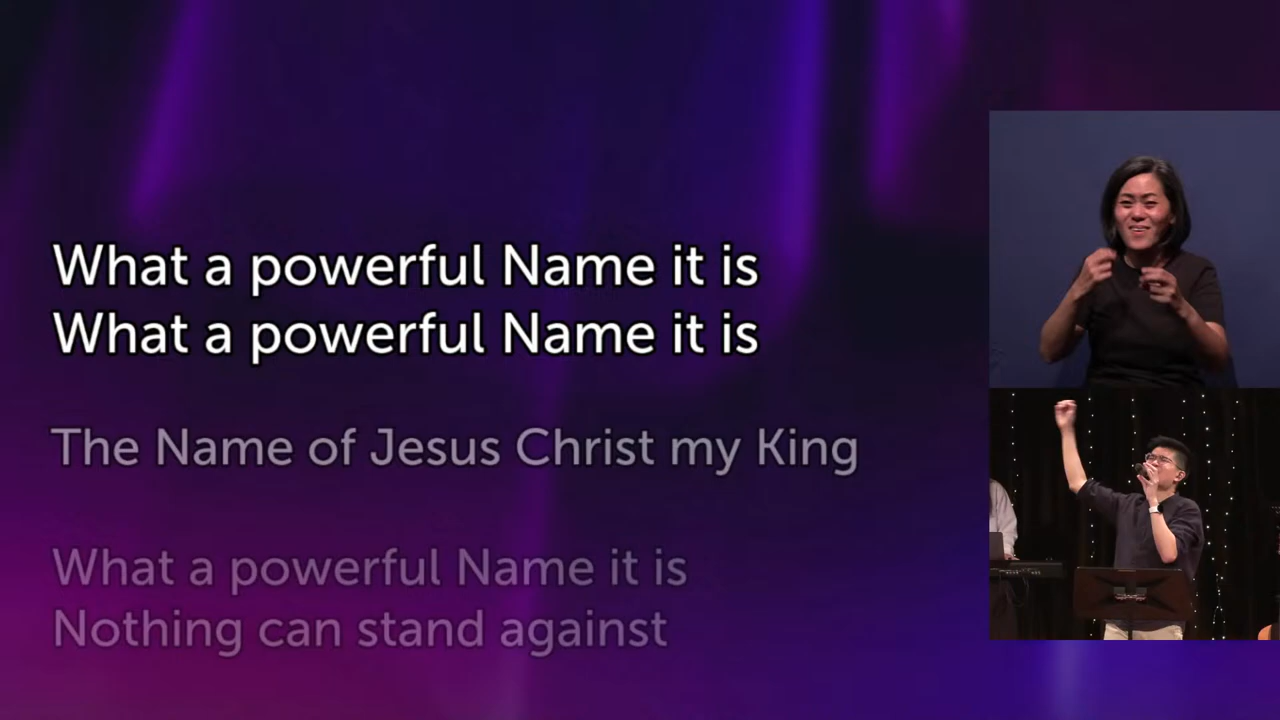 What a powerful Name it is
What a powerful Name it is
The Name of Jesus Christ my King
What a powerful Name it is
Nothing can stand against